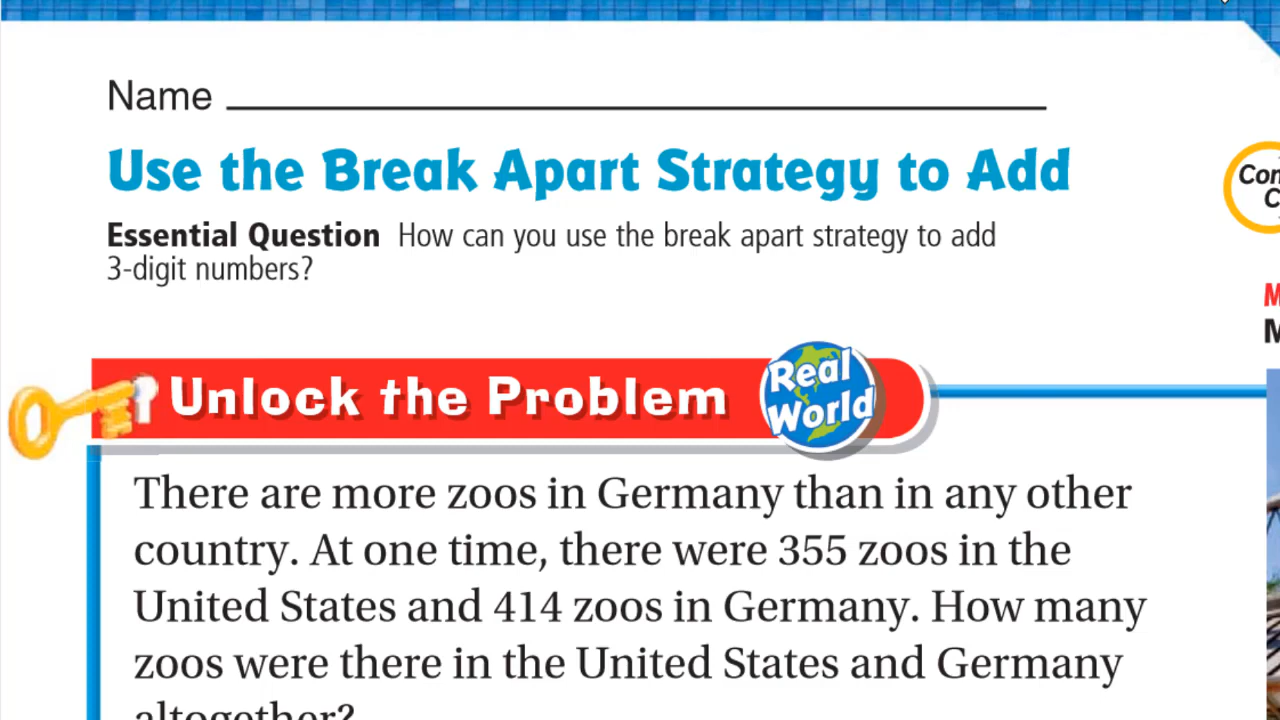 Name
Use the Break Apart Strategy to Add
Essential Question How can you use the break apart strategy to add
3-digit numbers?
Unlock the Problem
Real
World
There are more zoos in Germany than in any other
country. At one time, there were 355 zoos in the
United States and 414 zoos in Germany. How many
zoos were there in the United States and Germany
altogether?